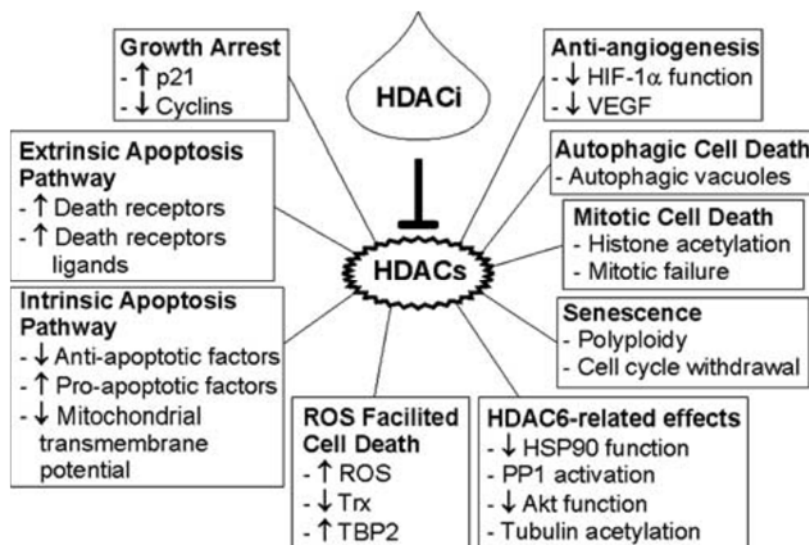 HDACi
HDACs
Growth Arrest
- ↑ p21
- ↓ Cyclins
Extrinsic Apoptosis
Pathway
- ↑ Death receptors
- ↑ Death receptors
ligands
Intrinsic Apoptosis
Pathway
- ↓ Anti-apoptotic factors
- ↑ Pro-apoptotic factors
- ↓ Mitochondrial
transmembrane
potential
ROS Facilited
Cell Death
- ↑ ROS
- ↓ Trx
- ↑ TBP2
HDAC6-related effects
- ↓ HSP90 function
- PP1 activation
- ↓ Akt function
- Tubulin acetylation
Anti-angiogenesis
- ↓ HIF-1α function
- ↓ VEGF
Autophagic Cell Death
- Autophagic vacuoles
Mitotic Cell Death
- Histone acetylation
- Mitotic failure
Senescence
- Polyploidy
- Cell cycle withdrawal